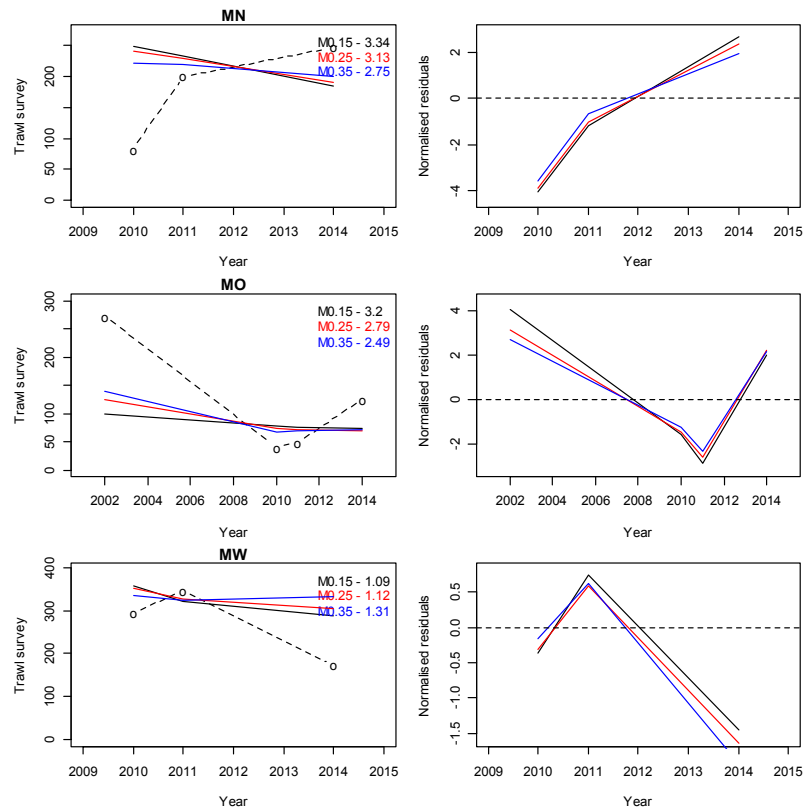 MN
M0.15 - 3.34
M0.25 - 3.13
M0.35 - 2.75
Trawl survey
0 50 100 200
2009 2010 2011 2012 2013 2014 2015
Year
Normalised residuals
-4 -2 0 2
2009 2010 2011 2012 2013 2014 2015
Year
MO
M0.15 - 3.2
M0.25 - 2.79
M0.35 - 2.49
Trawl survey
0 50 100 200 300
2002 2004 2006 2008 2010 2012 2014
Year
Normalised residuals
-2 0 2 4
2002 2004 2006 2008 2010 2012 2014
Year
MW
M0.15 - 1.09
M0.25 - 1.12
M0.35 - 1.31
Trawl survey
0 100 200 300 400
2009 2010 2011 2012 2013 2014 2015
Year
Normalised residuals
-1.5 -1.0 -0.5 0.0 0.5
2009 2010 2011 2012 2013 2014 2015
Year